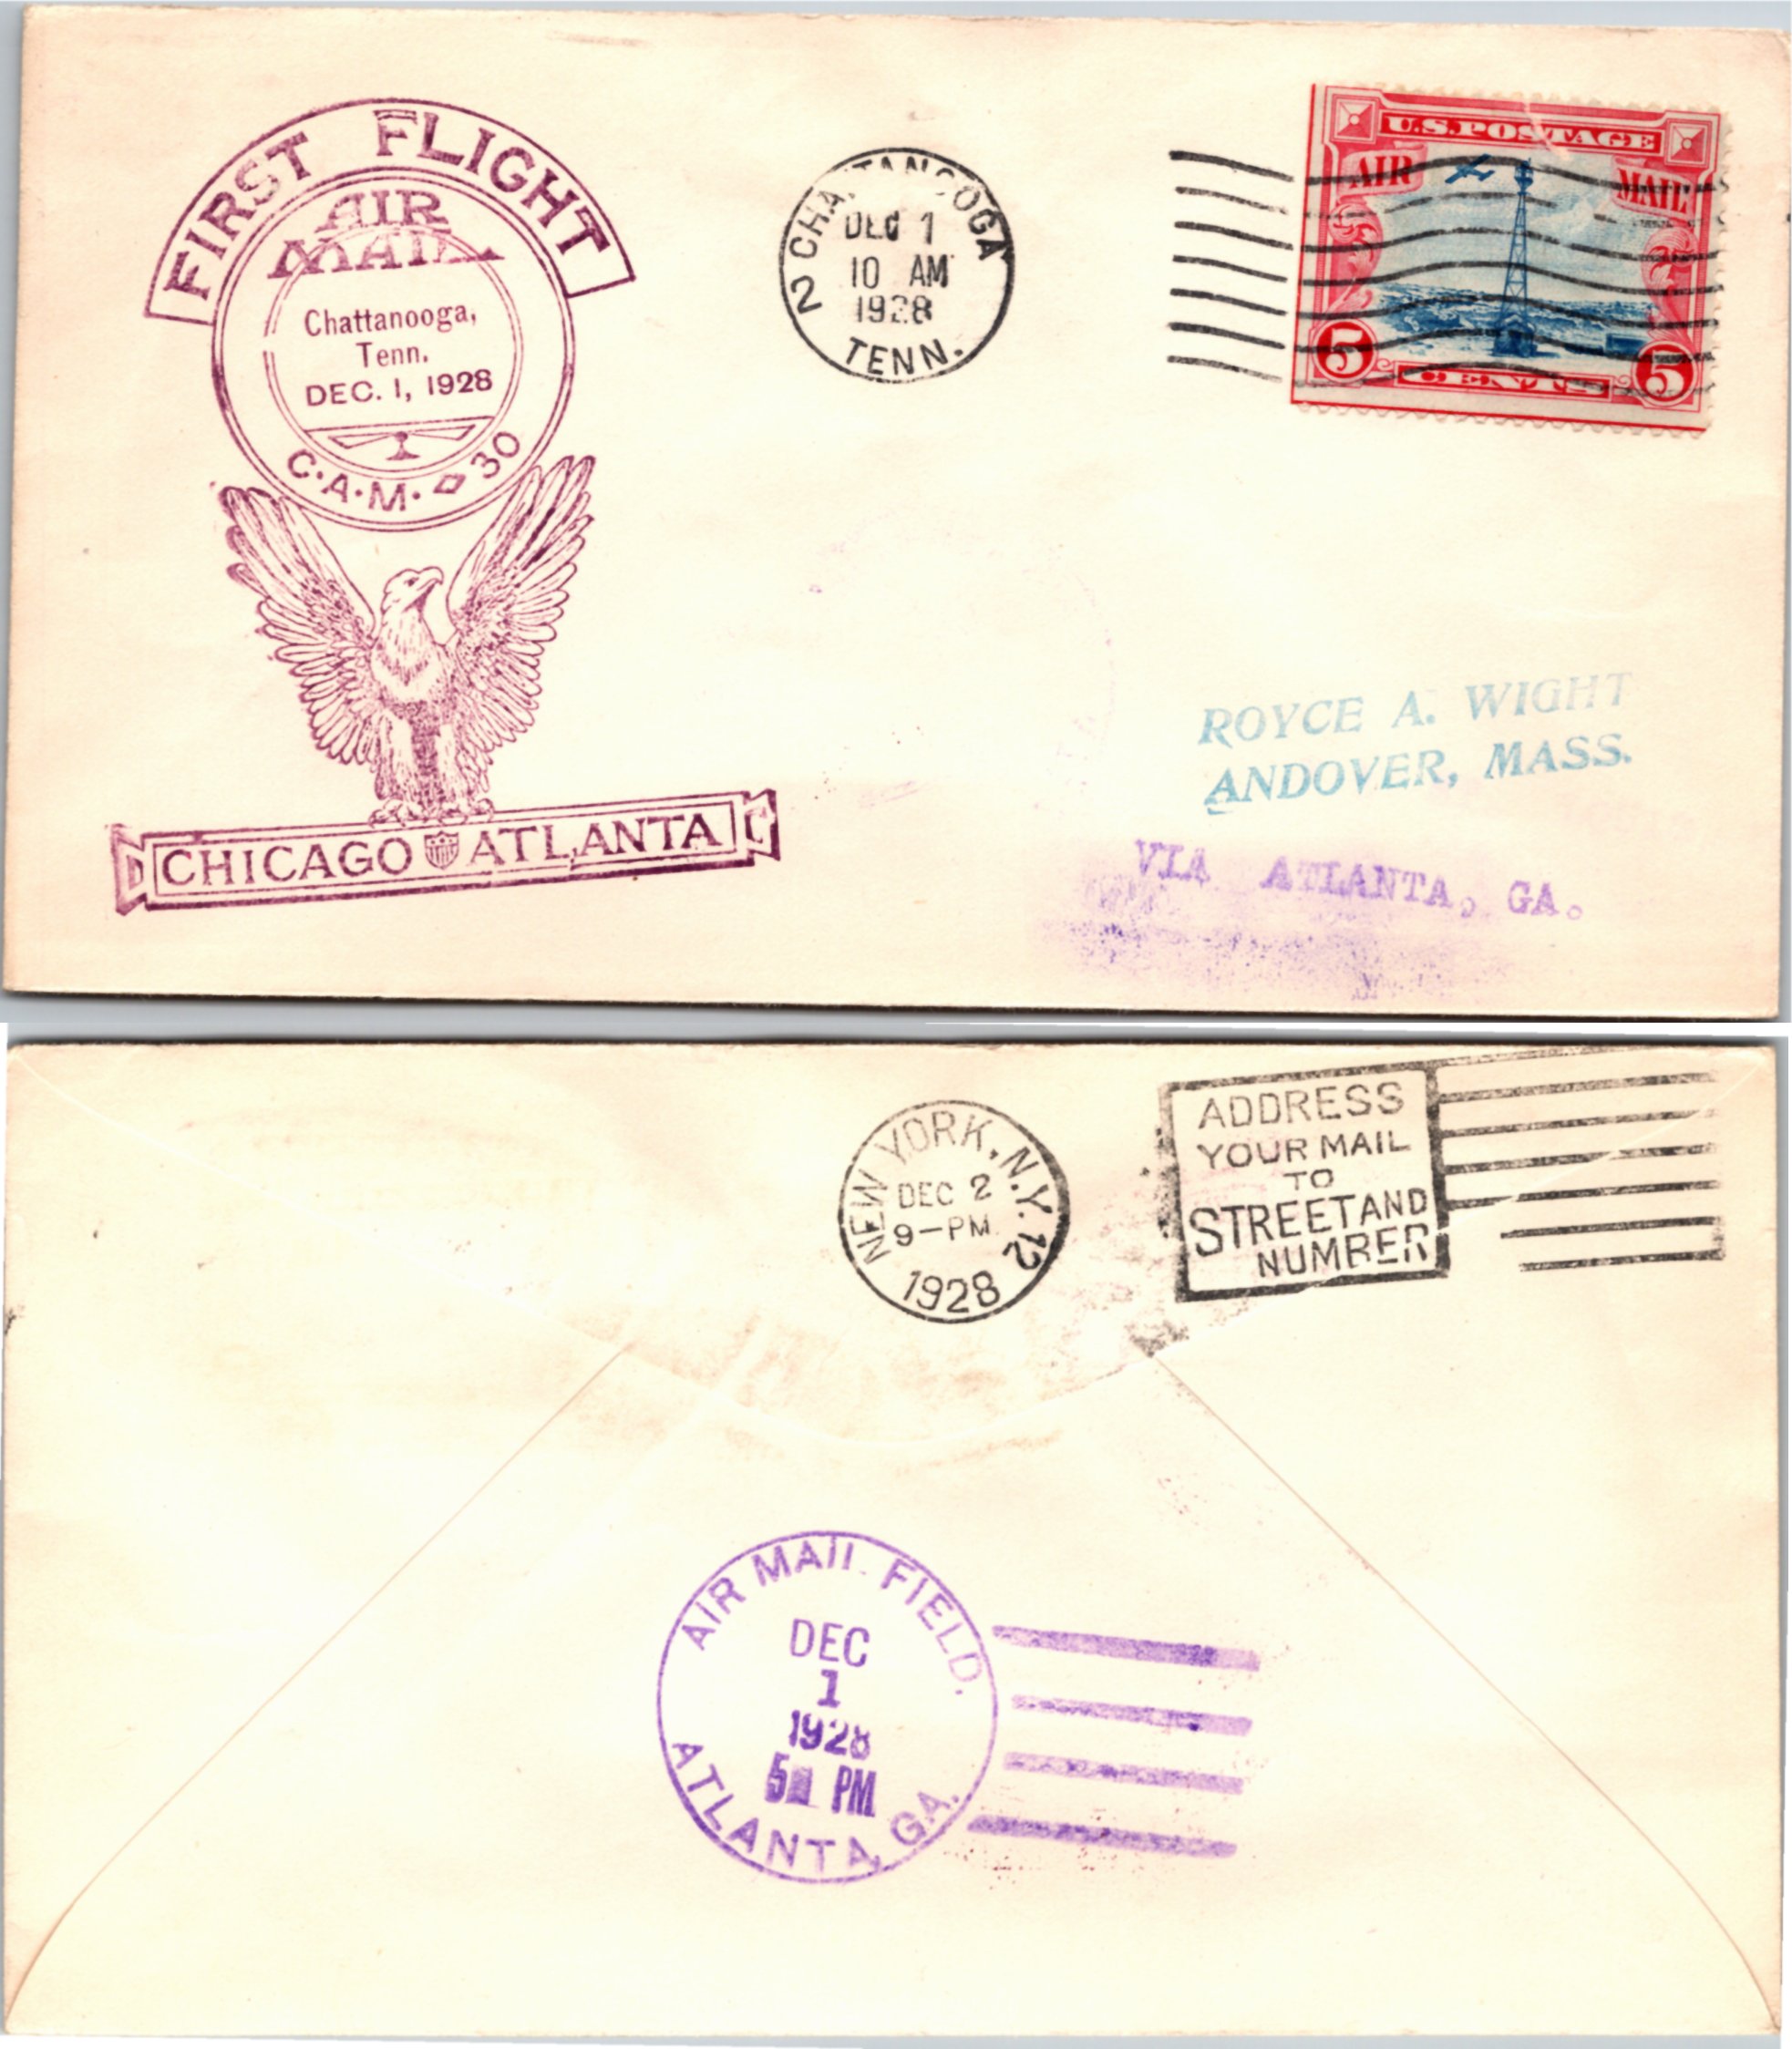 FIRST FLIGHT
AIR
MAIL
Chattanooga,
Tenn.
DEC. 1, 1928
C.A.M. 30
CHICAGO ATLANTA
CHATTANOOGA
DEC 1
10 AM
1928
2
TENN.
U.S. POSTAGE
AIR MAIL
5 5
CENTS
ROYCE A. WIGHT
ANDOVER, MASS.
VIA ATLANTA, GA.
NEW YORK, N.Y. 12
DEC 2
9-PM
1928
ADDRESS
YOUR MAIL
TO
STREET AND
NUMBER
AIR MAIL FIELD.
DEC
1
1928
5 PM
ATLANTA, GA.